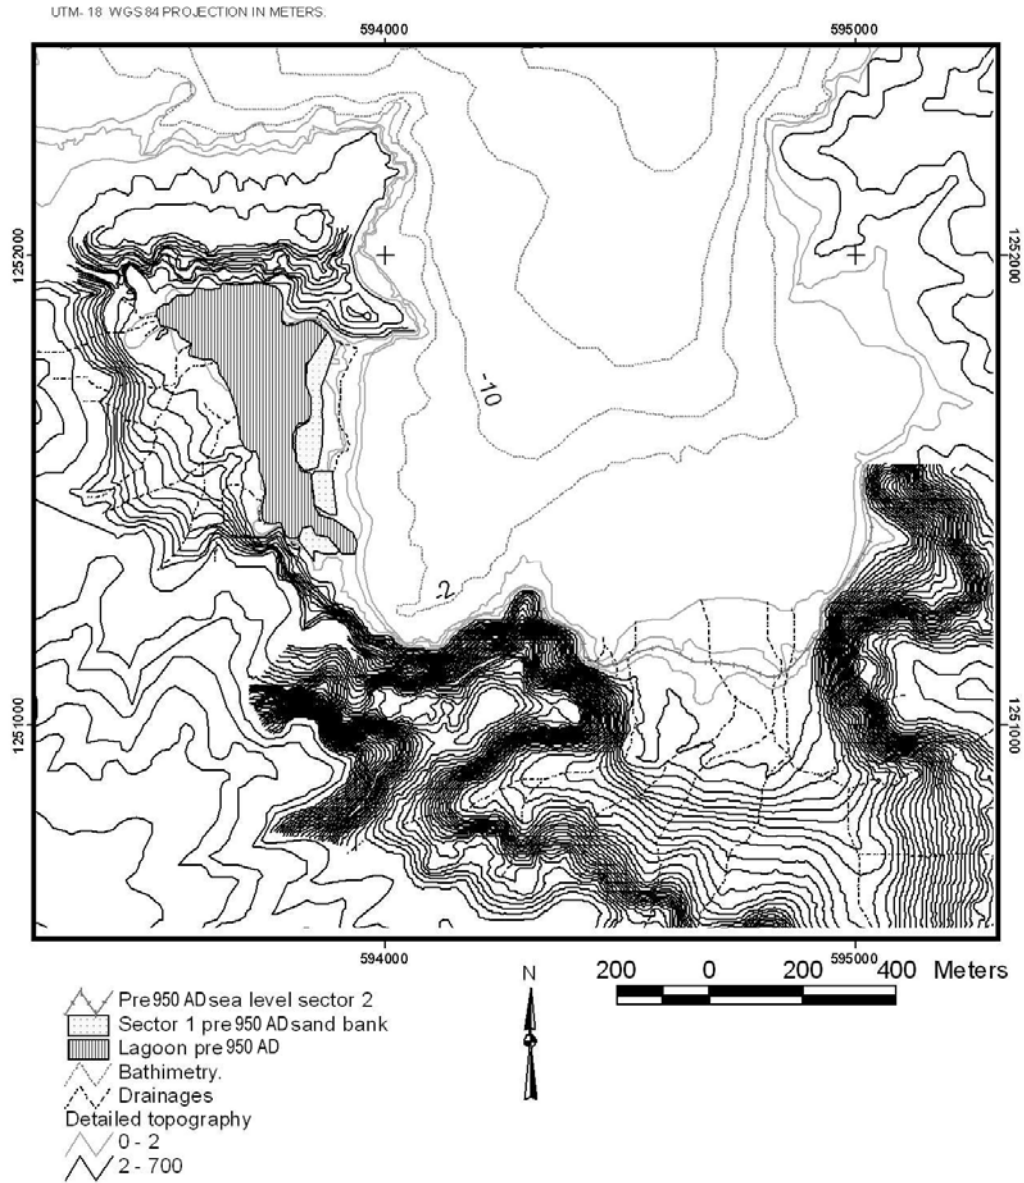 UTM- 18 WGS 84 PROJECTION IN METERS.
594000 595000
1252000 1252000
-10
-2
1251000 1251000
594000 595000
N
200 0 200 400 Meters
Pre 950 AD sea level sector 2
Sector 1 pre 950 AD sand bank
Lagoon pre 950 AD
Bathimetry.
Drainages
Detailed topography
0 - 2
2 - 700